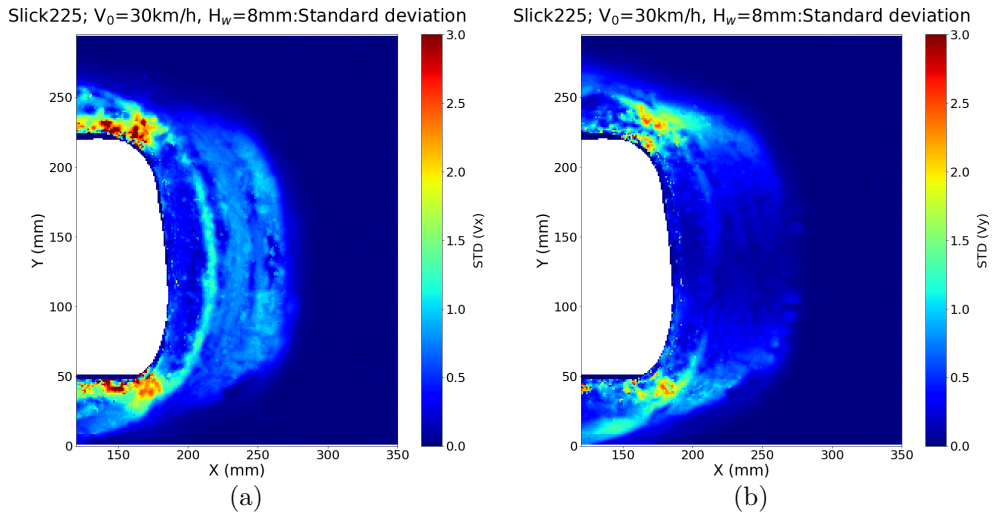 Slick225; V₀=30km/h, H_w=8mm:Standard deviation
Y (mm)
250
200
150
100
50
0
150 200 250 300 350
X (mm)
3.0
2.5
2.0
1.5
1.0
0.5
0.0
STD (Vx)
(a)
Slick225; V₀=30km/h, H_w=8mm:Standard deviation
Y (mm)
250
200
150
100
50
0
150 200 250 300 350
X (mm)
3.0
2.5
2.0
1.5
1.0
0.5
0.0
STD (Vy)
(b)